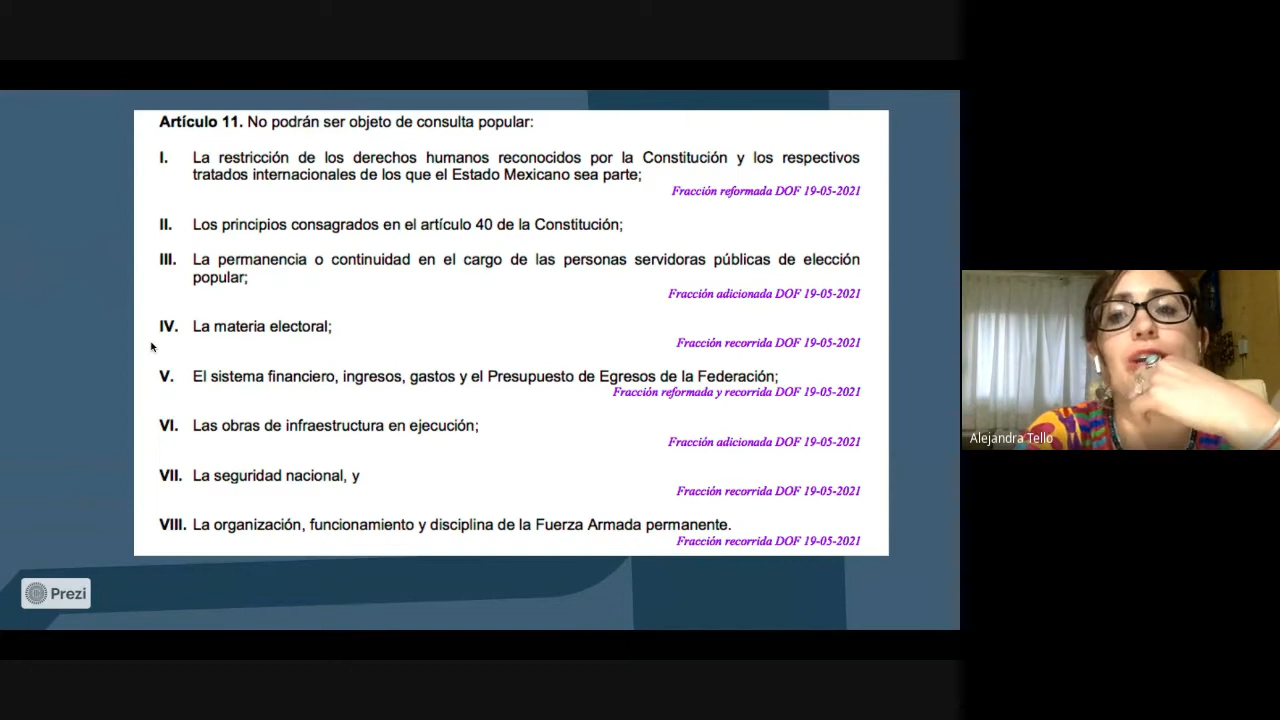 Artículo 11. No podrán ser objeto de consulta popular:
I. La restricción de los derechos humanos reconocidos por la Constitución y los respectivos
tratados internacionales de los que el Estado Mexicano sea parte;
Fracción reformada DOF 19-05-2021
II. Los principios consagrados en el artículo 40 de la Constitución;
III. La permanencia o continuidad en el cargo de las personas servidoras públicas de elección
popular;
Fracción adicionada DOF 19-05-2021
IV. La materia electoral;
Fracción recorrida DOF 19-05-2021
V. El sistema financiero, ingresos, gastos y el Presupuesto de Egresos de la Federación;
Fracción reformada y recorrida DOF 19-05-2021
VI. Las obras de infraestructura en ejecución;
Fracción adicionada DOF 19-05-2021
VII. La seguridad nacional, y
Fracción recorrida DOF 19-05-2021
VIII. La organización, funcionamiento y disciplina de la Fuerza Armada permanente.
Fracción recorrida DOF 19-05-2021
Prezi
Alejandra Tello